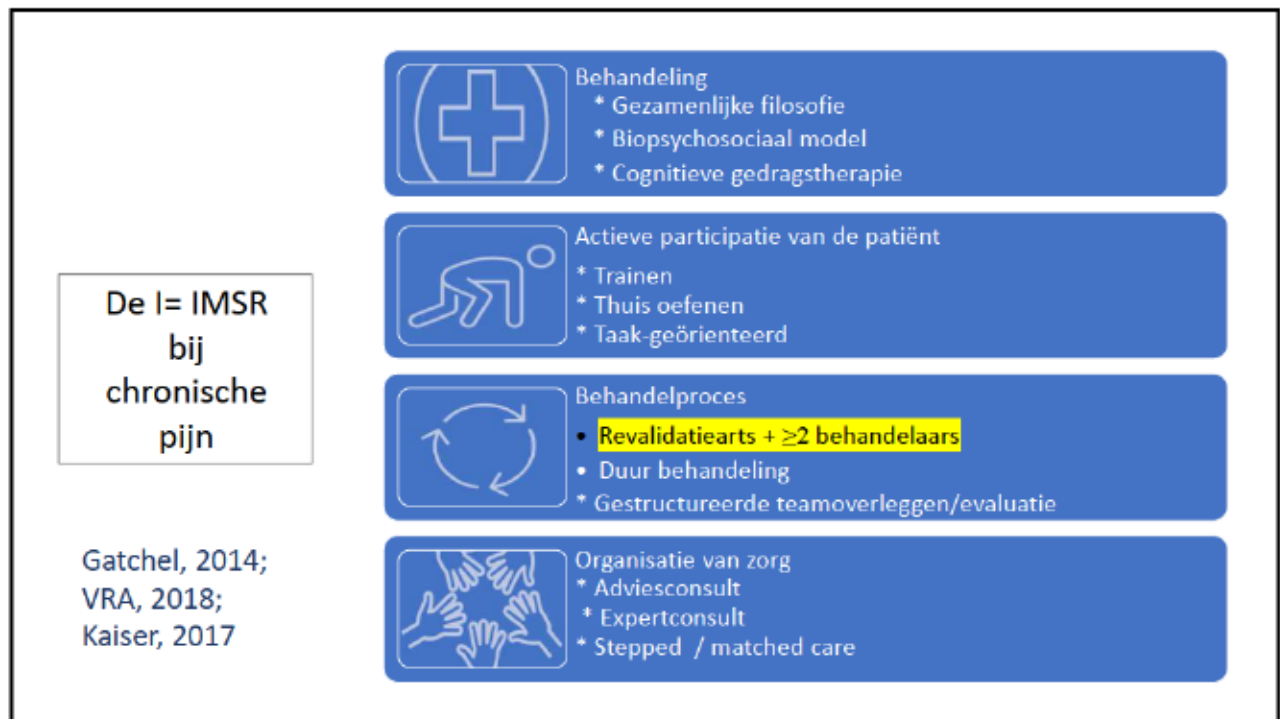 De I= IMSR
bij
chronische
pijn
Gatchel, 2014;
VRA, 2018;
Kaiser, 2017
Behandeling
* Gezamenlijke filosofie
* Biopsychosociaal model
* Cognitieve gedragstherapie
Actieve participatie van de patiënt
* Trainen
* Thuis oefenen
* Taak-geörienteerd
Behandelproces
• Revalidatiearts + ≥2 behandelaars
• Duur behandeling
* Gestructureerde teamoverleggen/evaluatie
Organisatie van zorg
* Adviesconsult
* Expertconsult
* Stepped / matched care